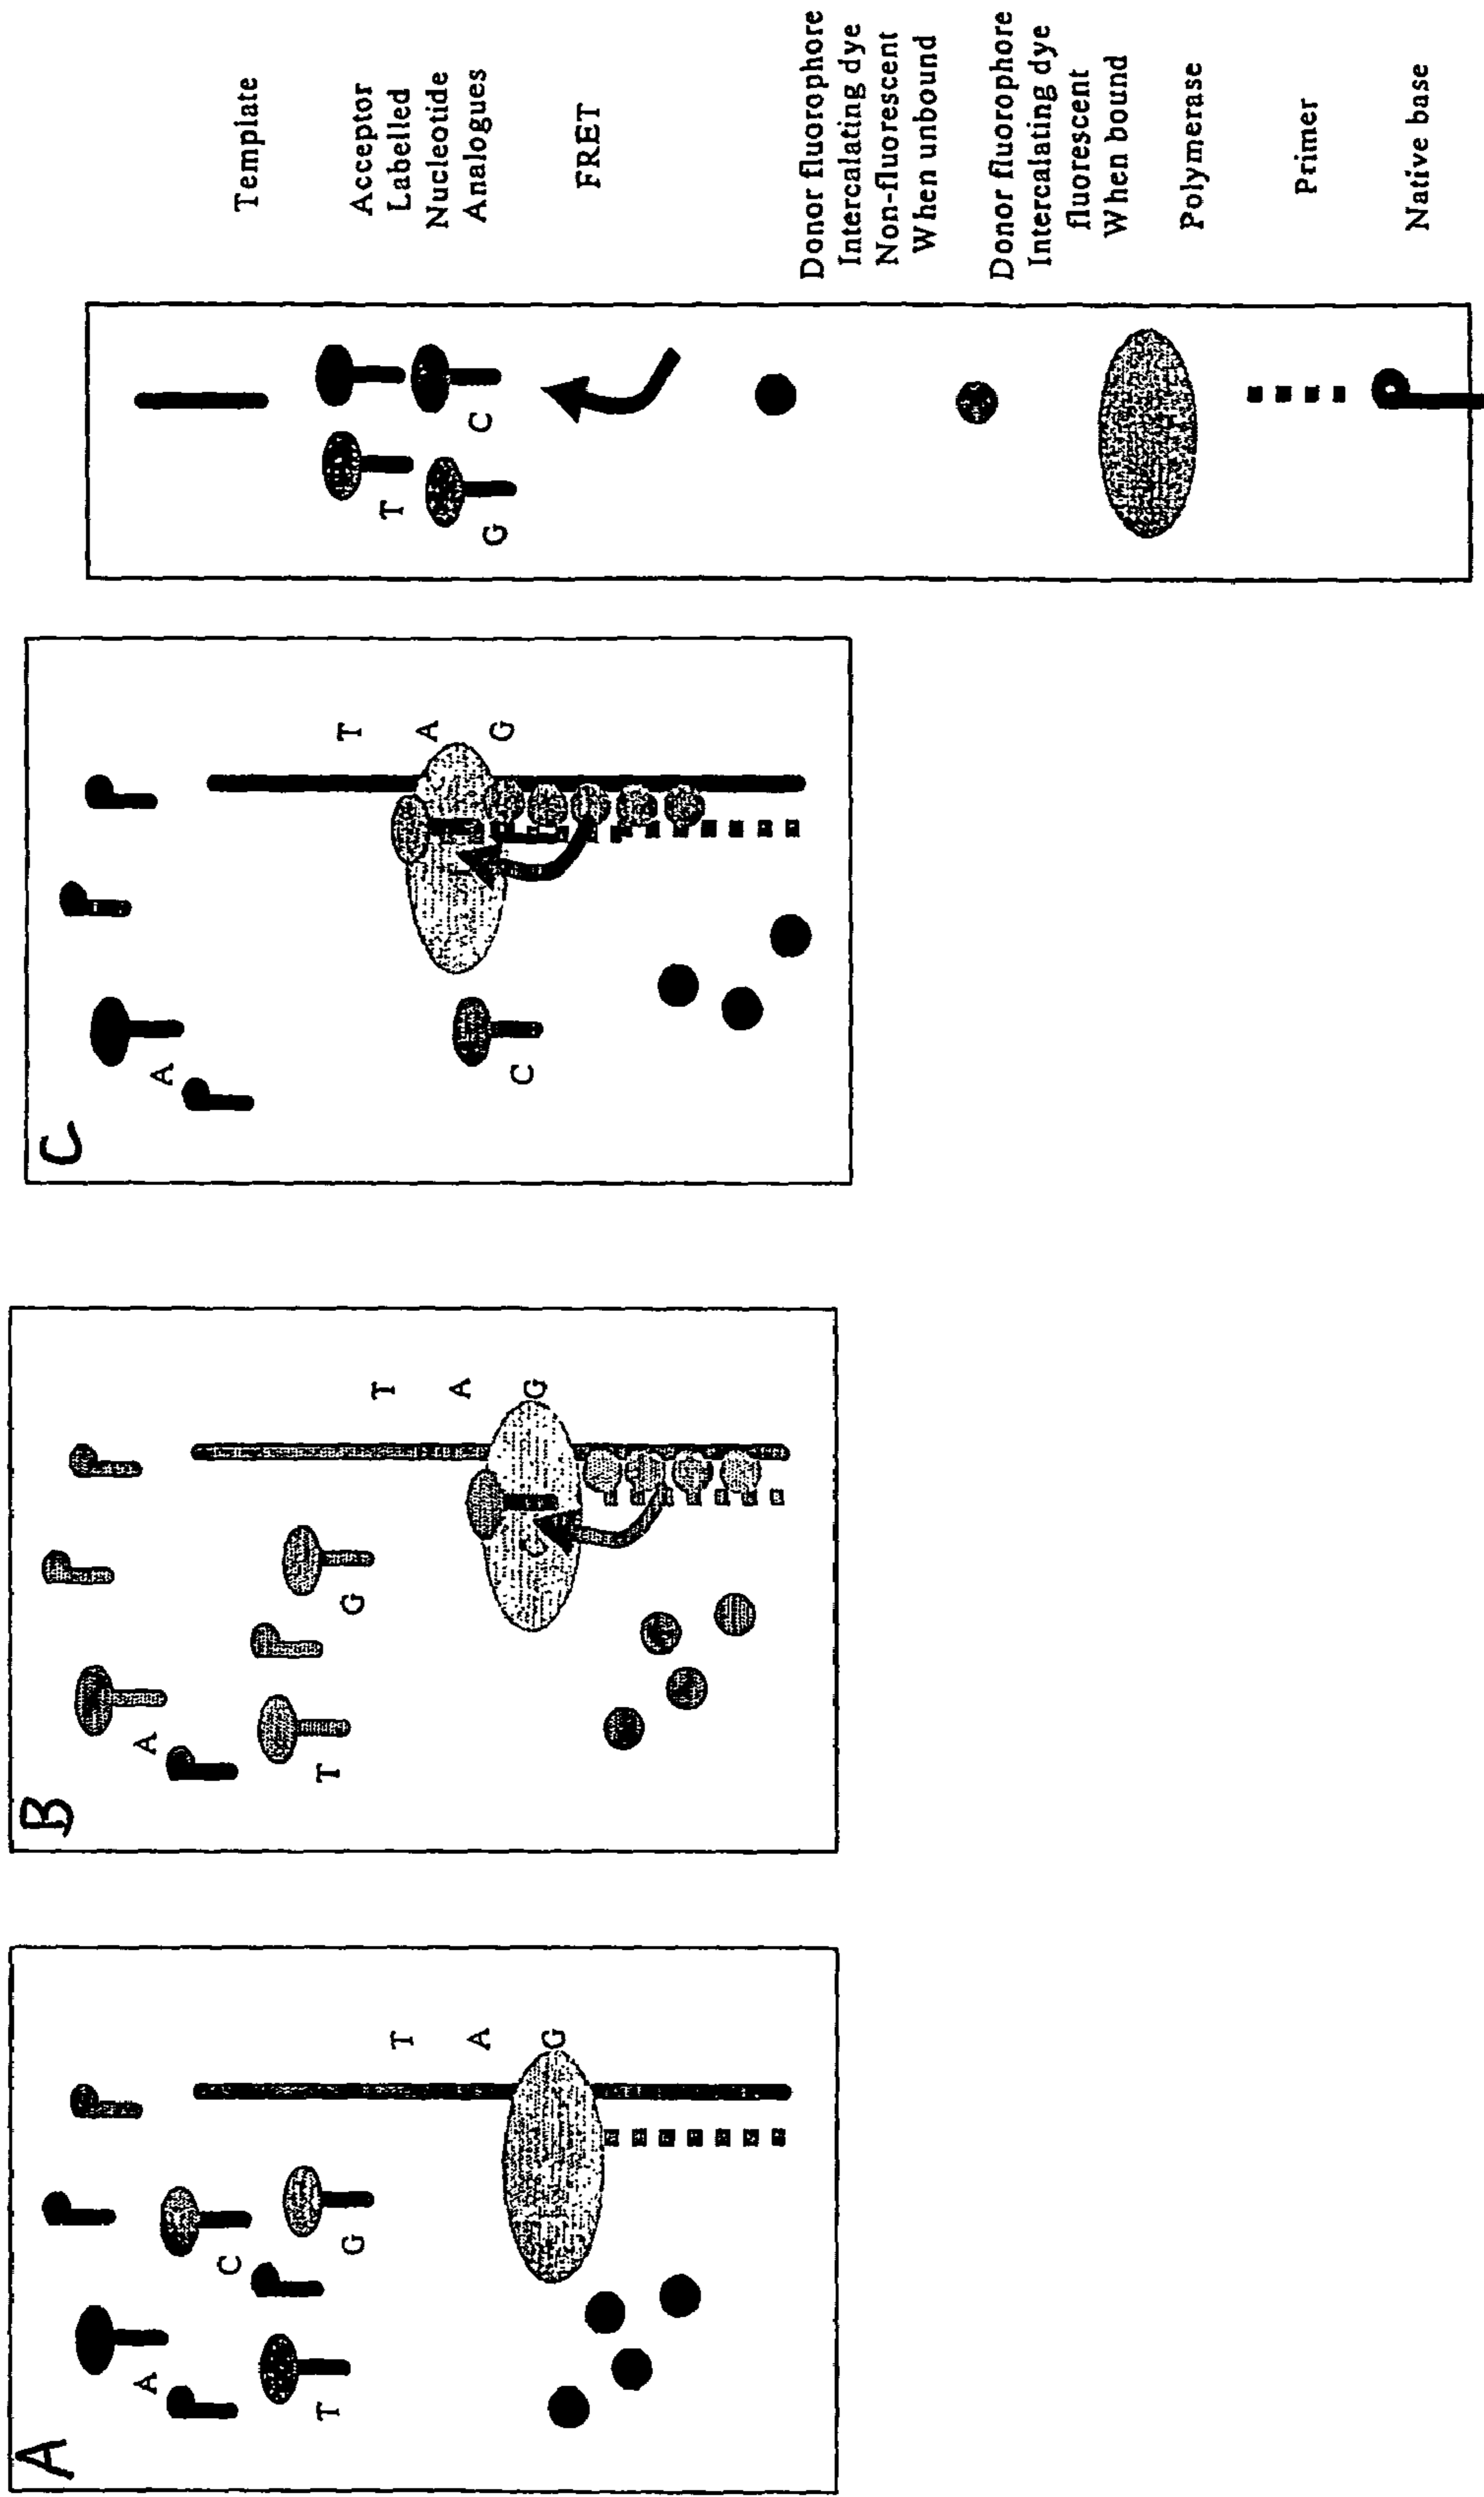 A
A
C
T
G
T
A
G
B
A
T
G
C
T
A
G
C
A
C
T
T
A
G
T
G
C
Template
Acceptor
Labelled
Nucleotide
Analogues
FRET
Donor fluorophore
Intercalating dye
Non-fluorescent
When unbound
Donor fluorophore
Intercalating dye
fluorescent
When bound
Polymerase
Primer
Native base